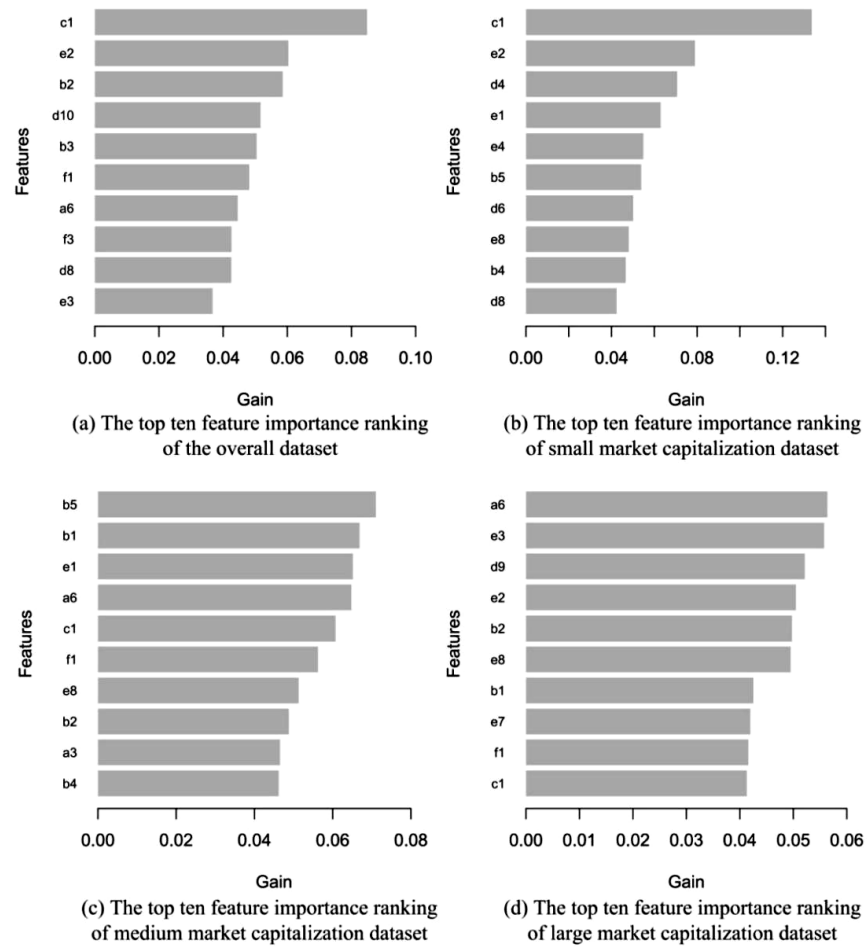 c1
e2
b2
d10
b3
f1
a6
f3
d8
e3
Features
0.00 0.02 0.04 0.06 0.08 0.10
Gain
(a) The top ten feature importance ranking
of the overall dataset
c1
e2
d4
e1
e4
b5
d6
e8
b4
d8
Features
0.00 0.04 0.08 0.12
Gain
(b) The top ten feature importance ranking
of small market capitalization dataset
b5
b1
e1
a6
c1
f1
e8
b2
a3
b4
Features
0.00 0.02 0.04 0.06 0.08
Gain
(c) The top ten feature importance ranking
of medium market capitalization dataset
a6
e3
d9
e2
b2
e8
b1
e7
f1
c1
Features
0.00 0.01 0.02 0.03 0.04 0.05 0.06
Gain
(d) The top ten feature importance ranking
of large market capitalization dataset